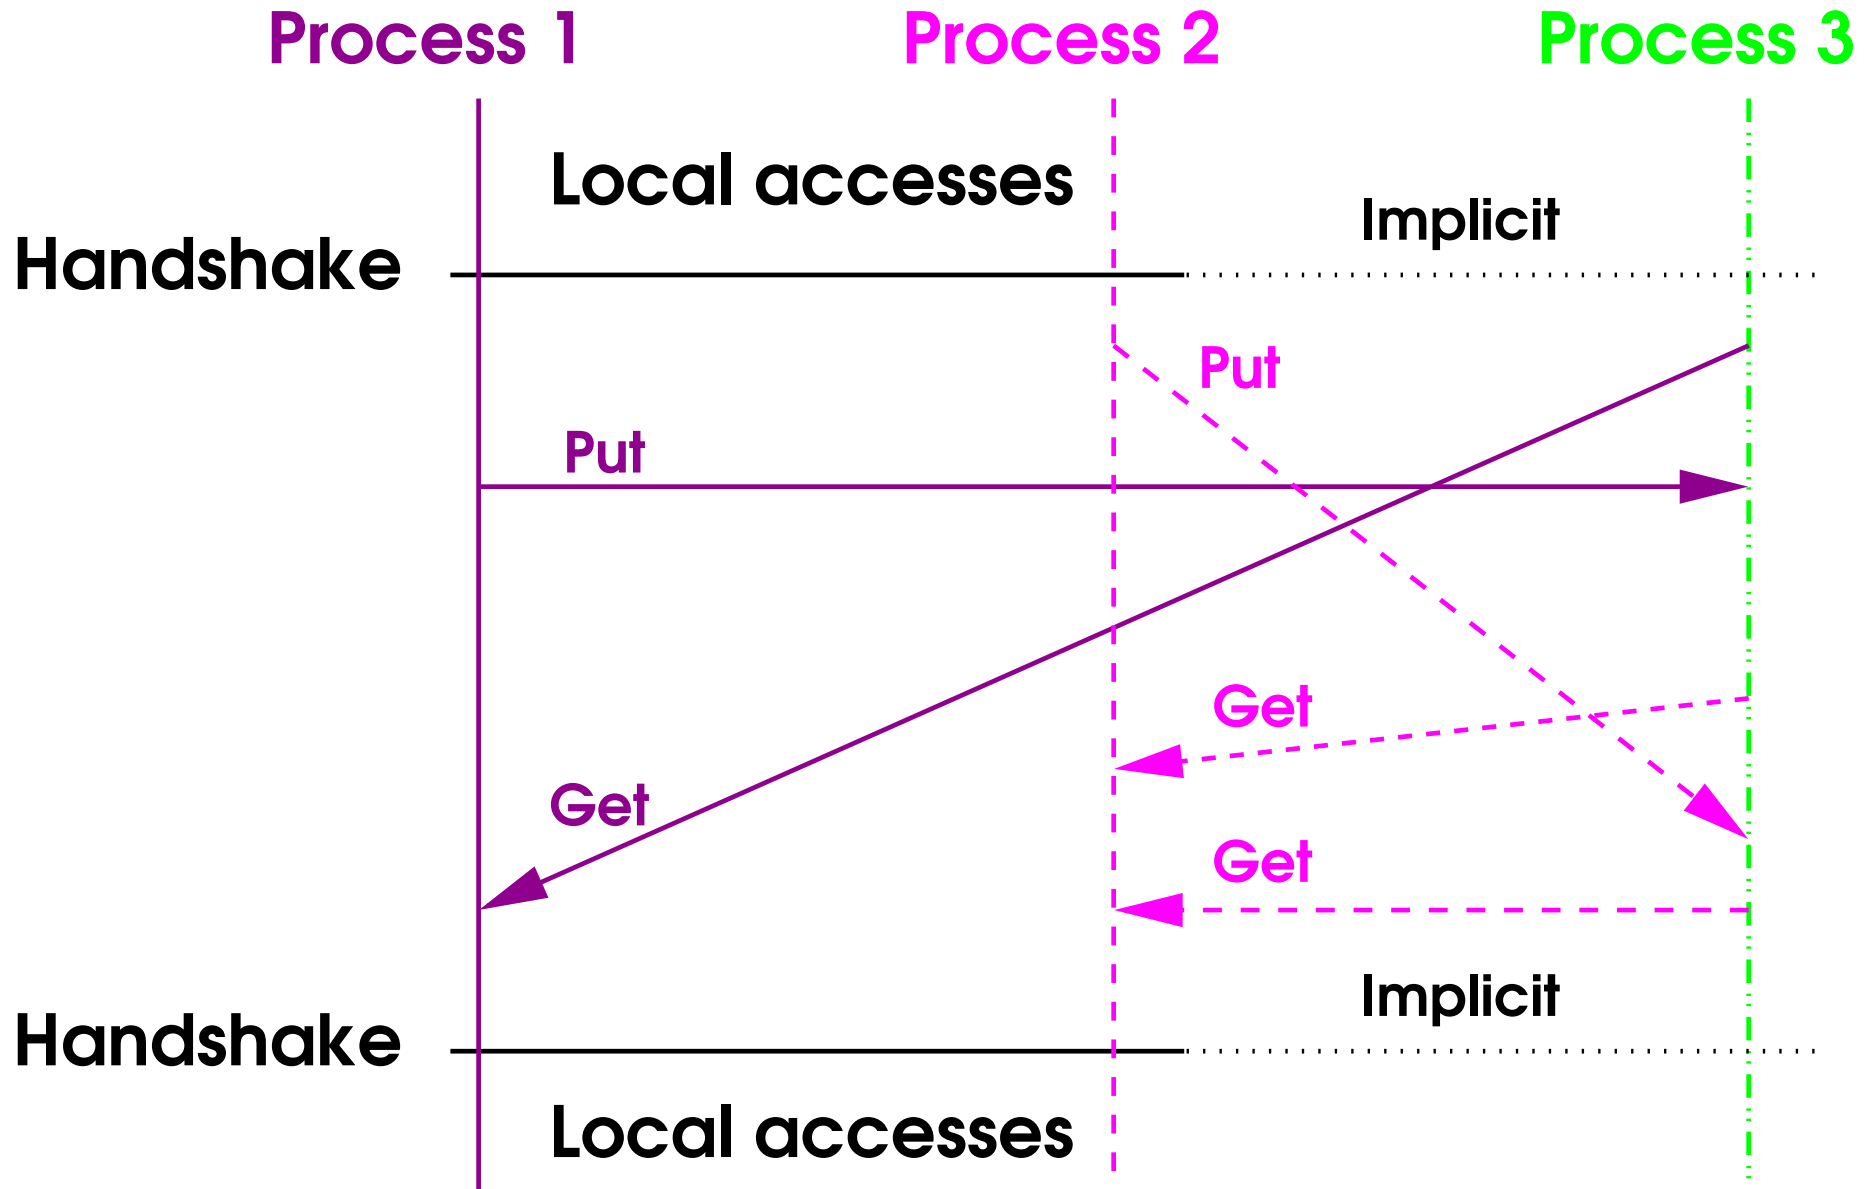 Process 1 Process 2 Process 3
Local accesses
Implicit
Handshake
Put
Put
Get
Get
Get
Implicit
Handshake
Local accesses